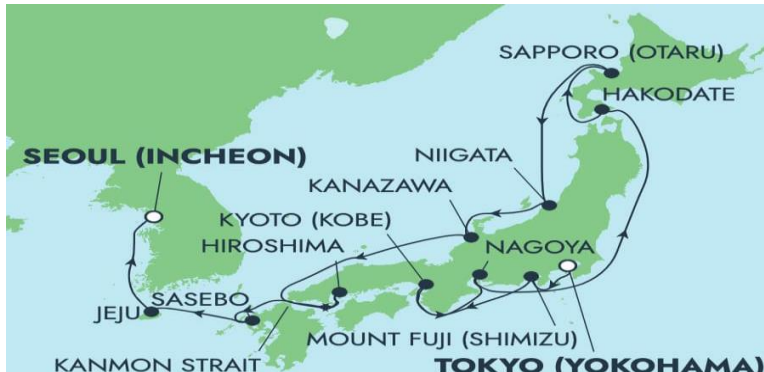 SAPPORO (OTARU)
HAKODATE
SEOUL (INCHEON)
NIIGATA
KANAZAWA
KYOTO (KOBE)
HIROSHIMA
NAGOYA
SASEBO
JEJU
MOUNT FUJI (SHIMIZU)
KANMON STRAIT
TOKYO (YOKOHAMA)